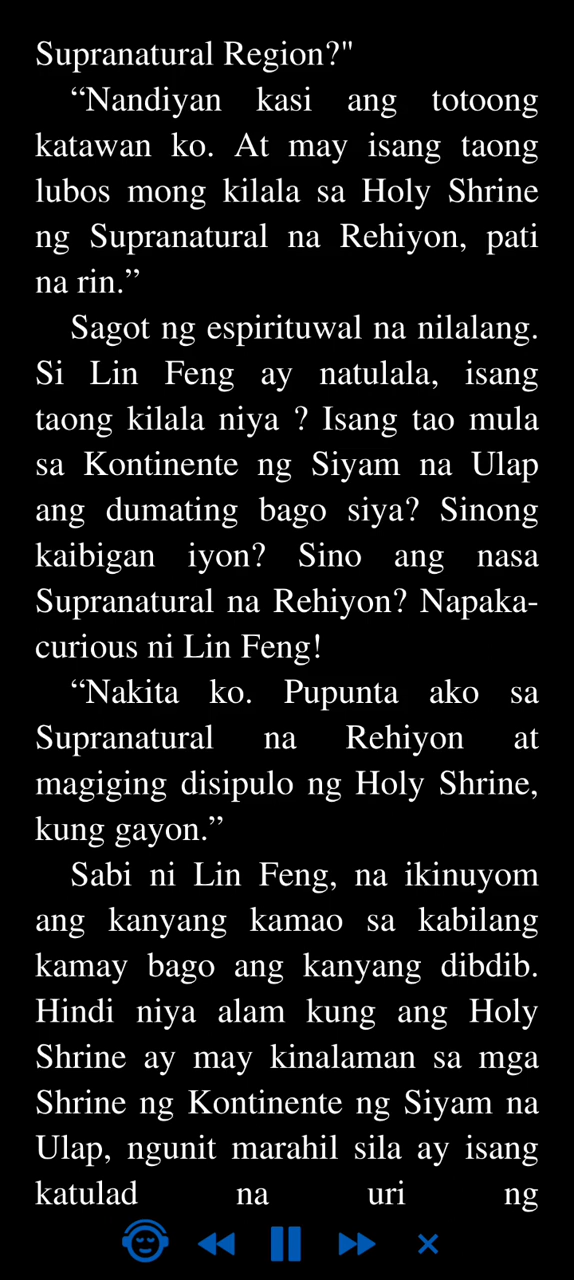 Supranatural Region?"
“Nandiyan kasi ang totoong
katawan ko. At may isang taong
lubos mong kilala sa Holy Shrine
ng Supranatural na Rehiyon, pati
na rin.”
Sagot ng espirituwal na nilalang.
Si Lin Feng ay natulala, isang
taong kilala niya ? Isang tao mula
sa Kontinente ng Siyam na Ulap
ang dumating bago siya? Sinong
kaibigan iyon? Sino ang nasa
Supranatural na Rehiyon? Napaka-
curious ni Lin Feng!
“Nakita ko. Pupunta ako sa
Supranatural na Rehiyon at
magiging disipulo ng Holy Shrine,
kung gayon.”
Sabi ni Lin Feng, na ikinuyom
ang kanyang kamao sa kabilang
kamay bago ang kanyang dibdib.
Hindi niya alam kung ang Holy
Shrine ay may kinalaman sa mga
Shrine ng Kontinente ng Siyam na
Ulap, ngunit marahil sila ay isang
katulad na uri ng